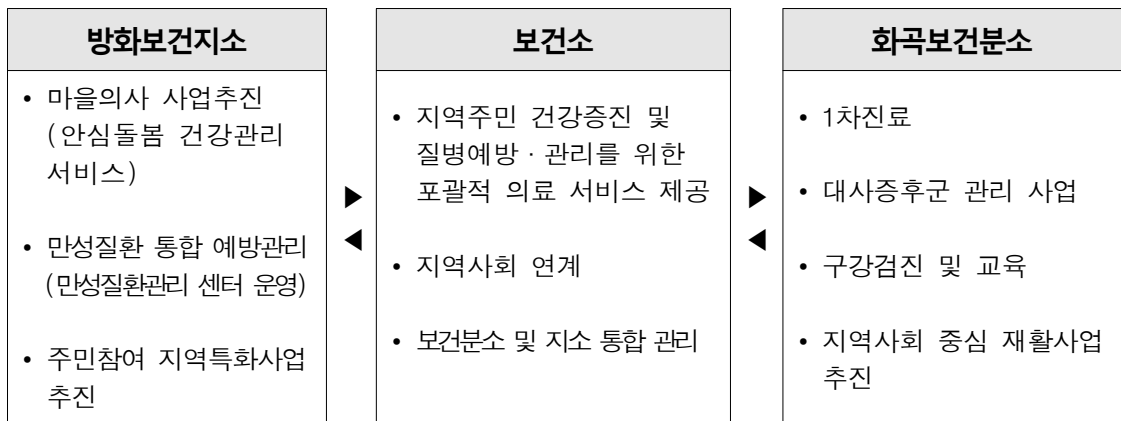 방화보건지소
• 마을의사 사업추진
(안심돌봄 건강관리
서비스)
• 만성질환 통합 예방관리
(만성질환관리 센터 운영)
• 주민참여 지역특화사업
추진
▶
◀
보건소
• 지역주민 건강증진 및
질병예방·관리를 위한
포괄적 의료 서비스 제공
• 지역사회 연계
• 보건분소 및 지소 통합 관리
▶
◀
화곡보건분소
• 1차진료
• 대사증후군 관리 사업
• 구강검진 및 교육
• 지역사회 중심 재활사업
추진